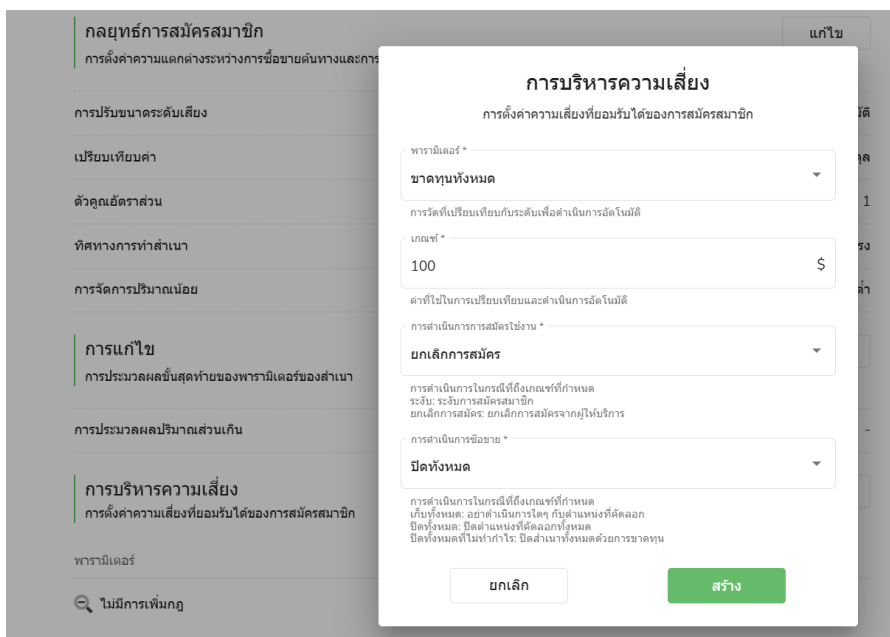 กลยุทธ์การสมัครสมาชิก
แก้ไข
การตั้งค่าความแตกต่างระหว่างการซื้อขายต้นทางและการ
การปรับขนาดระดับเสียง
เปรียบเทียบค่า
ตัวคูณอัตราส่วน
1
ทิศทางการทำสำเนา
การจัดการปริมาณน้อย
การแก้ไข
การประมวลผลขั้นสุดท้ายของพารามิเตอร์ของสำเนา
การประมวลผลปริมาณส่วนเกิน
-
การบริหารความเสี่ยง
การตั้งค่าความเสี่ยงที่ยอมรับได้ของการสมัครสมาชิก
พารามิเตอร์
ไม่มีการเพิ่มกฎ
การบริหารความเสี่ยง
การตั้งค่าความเสี่ยงที่ยอมรับได้ของการสมัครสมาชิก
พารามิเตอร์ *
ขาดทุนทั้งหมด
การวัดที่เปรียบเทียบกับระดับเพื่อดำเนินการอัตโนมัติ
เกณฑ์ *
100 $
ค่าที่ใช้ในการเปรียบเทียบและดำเนินการอัตโนมัติ
การดำเนินการการสมัครใช้งาน *
ยกเลิกการสมัคร
การดำเนินการในกรณีที่ถึงเกณฑ์ที่กำหนด
ระงับ: ระงับการสมัครสมาชิก
ยกเลิกการสมัคร: ยกเลิกการสมัครจากผู้ให้บริการ
การดำเนินการซื้อขาย *
ปิดทั้งหมด
การดำเนินการในกรณีที่ถึงเกณฑ์ที่กำหนด
เก็บทั้งหมด: อย่าดำเนินการใดๆ กับตำแหน่งที่คัดลอก
ปิดทั้งหมด: ปิดตำแหน่งที่คัดลอกทั้งหมด
ปิดทั้งหมดที่ไม่ทำกำไร: ปิดสำเนาทั้งหมดด้วยการขาดทุน
ยกเลิก
สร้าง